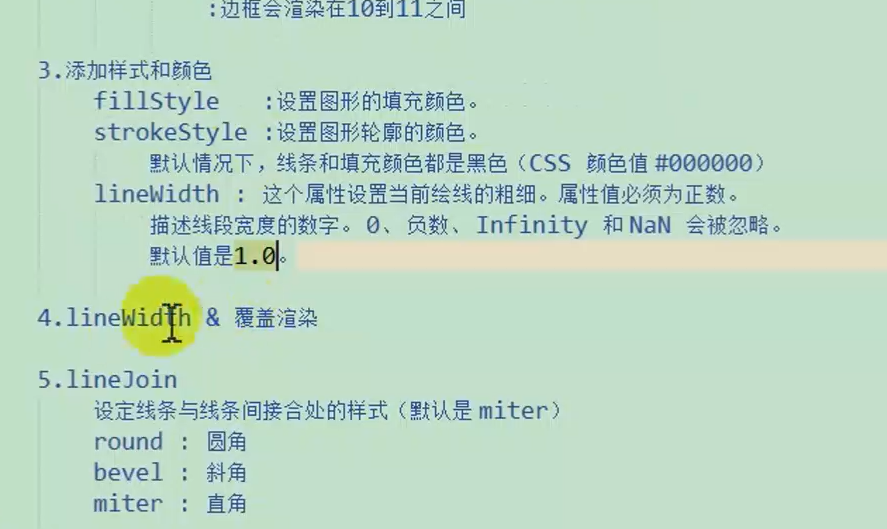 :边框会渲染在10到11之间
3.添加样式和颜色
fillStyle :设置图形的填充颜色。
strokeStyle :设置图形轮廓的颜色。
默认情况下，线条和填充颜色都是黑色（CSS 颜色值 #000000）
lineWidth : 这个属性设置当前绘线的粗细。属性值必须为正数。
描述线段宽度的数字。0、 负数、 Infinity 和 NaN 会被忽略。
默认值是1.0。
4.lineWidth & 覆盖渲染
5.lineJoin
设定线条与线条间接合处的样式（默认是 miter）
round : 圆角
bevel : 斜角
miter : 直角